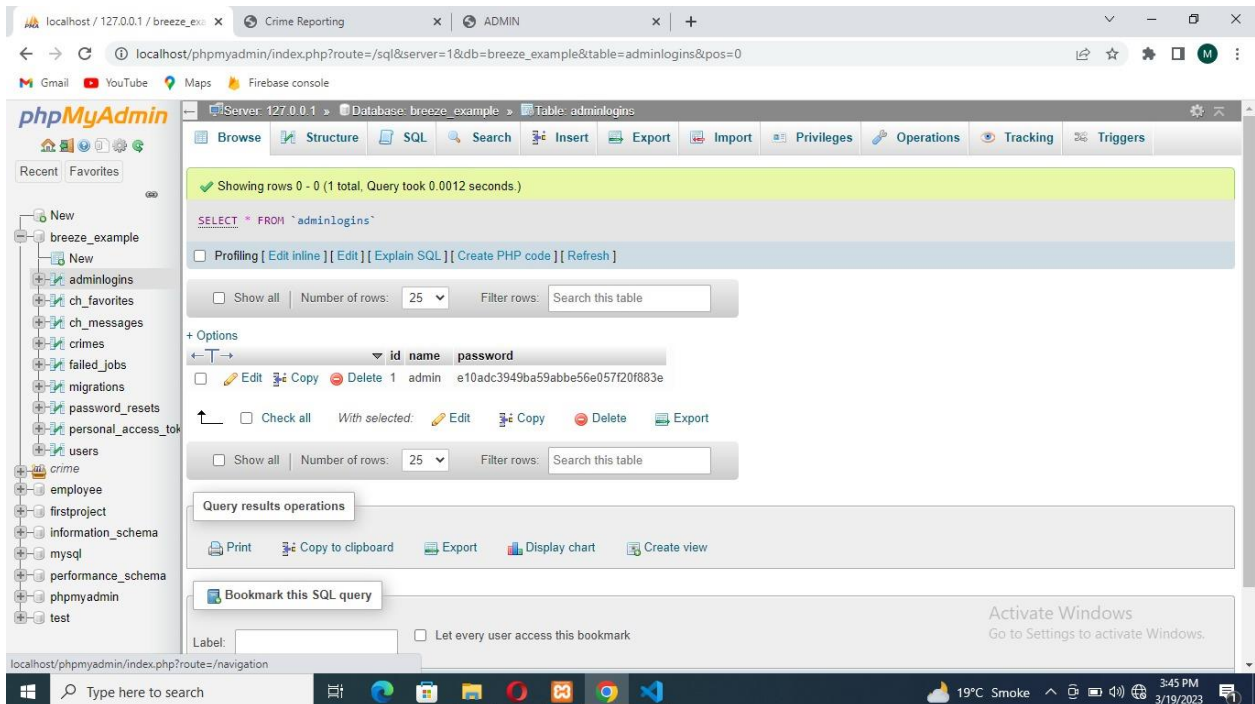 localhost / 127.0.0.1 / breeze_exa
Crime Reporting
ADMIN
localhost/phpmyadmin/index.php?route=/sql&server=1&db=breeze_example&table=adminlogins&pos=0
M
Gmail YouTube Maps Firebase console
phpMyAdmin
Recent Favorites
New
breeze_example
New
adminlogins
ch_favorites
ch_messages
crimes
failed_jobs
migrations
password_resets
personal_access_tok
users
crime
employee
firstproject
information_schema
mysql
performance_schema
phpmyadmin
test
Server: 127.0.0.1 » Database: breeze_example » Table: adminlogins
Browse Structure SQL Search Insert Export Import Privileges Operations Tracking Triggers
Showing rows 0 - 0 (1 total, Query took 0.0012 seconds.)
SELECT * FROM `adminlogins`
Profiling [ Edit inline ] [ Edit ] [ Explain SQL ] [ Create PHP code ] [ Refresh ]
Show all | Number of rows: 25 Filter rows: Search this table
+ Options
←T→ id name password
Edit Copy Delete 1 admin e10adc3949ba59abbe56e057f20f883e
Check all With selected: Edit Copy Delete Export
Show all | Number of rows: 25 Filter rows: Search this table
Query results operations
Print Copy to clipboard Export Display chart Create view
Bookmark this SQL query
Label: Let every user access this bookmark
Activate Windows
Go to Settings to activate Windows.
localhost/phpmyadmin/index.php?route=/navigation
Type here to search
19°C Smoke
3:45 PM
3/19/2023